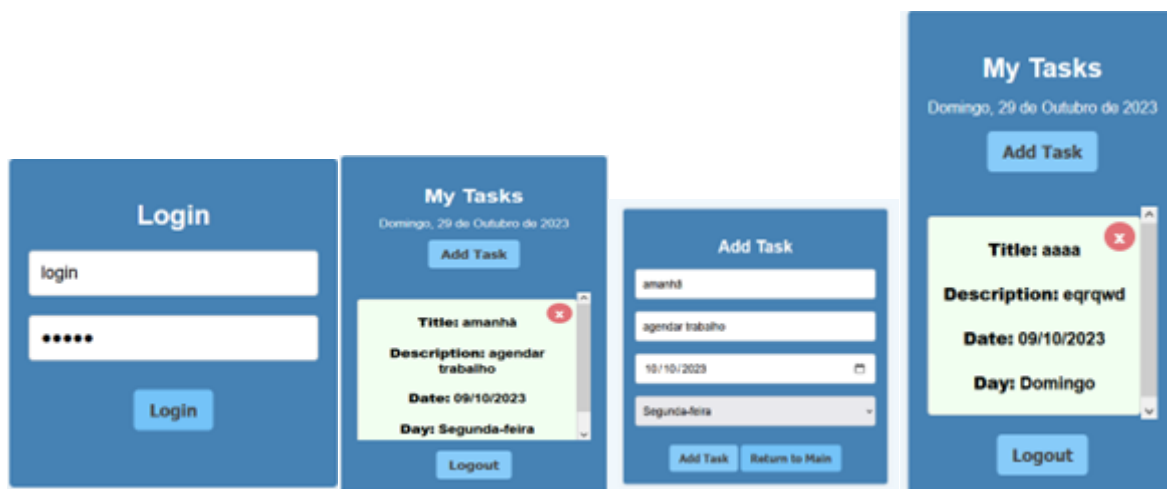 Login
login
•••••
Login
My Tasks
Domingo, 29 de Outubro de 2023
Add Task
x
Title: amanhã
Description: agendar
trabalho
Date: 09/10/2023
Day: Segunda-feira
Logout
Add Task
amanhã
agendar trabalho
10/10/2023
Segunda-feira
Add Task
Return to Main
My Tasks
Domingo, 29 de Outubro de 2023
Add Task
x
Title: aaaa
Description: eqrqwd
Date: 09/10/2023
Day: Domingo
Logout